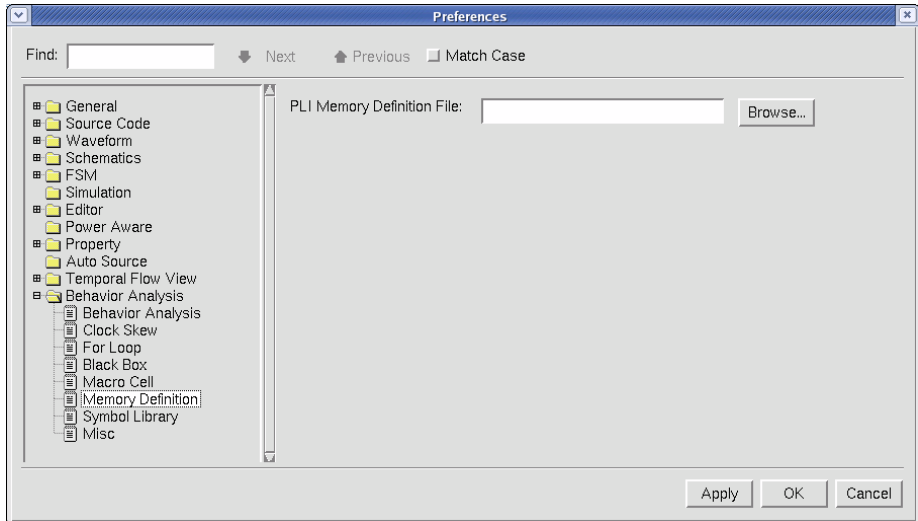 Preferences
Find:
Next
Previous
Match Case
General
Source Code
Waveform
Schematics
FSM
Simulation
Editor
Power Aware
Property
Auto Source
Temporal Flow View
Behavior Analysis
Behavior Analysis
Clock Skew
For Loop
Black Box
Macro Cell
Memory Definition
Symbol Library
Misc
PLI Memory Definition File:
Browse...
Apply
OK
Cancel